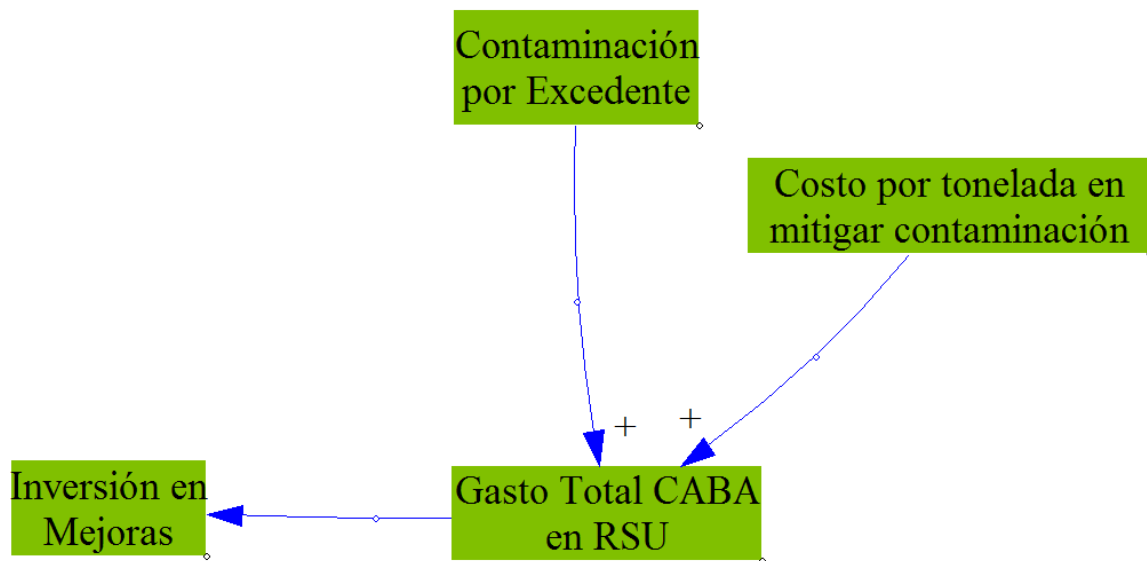 Contaminación
por Excedente
Costo por tonelada en
mitigar contaminación
+
+
Inversión en
Mejoras
Gasto Total CABA
en RSU